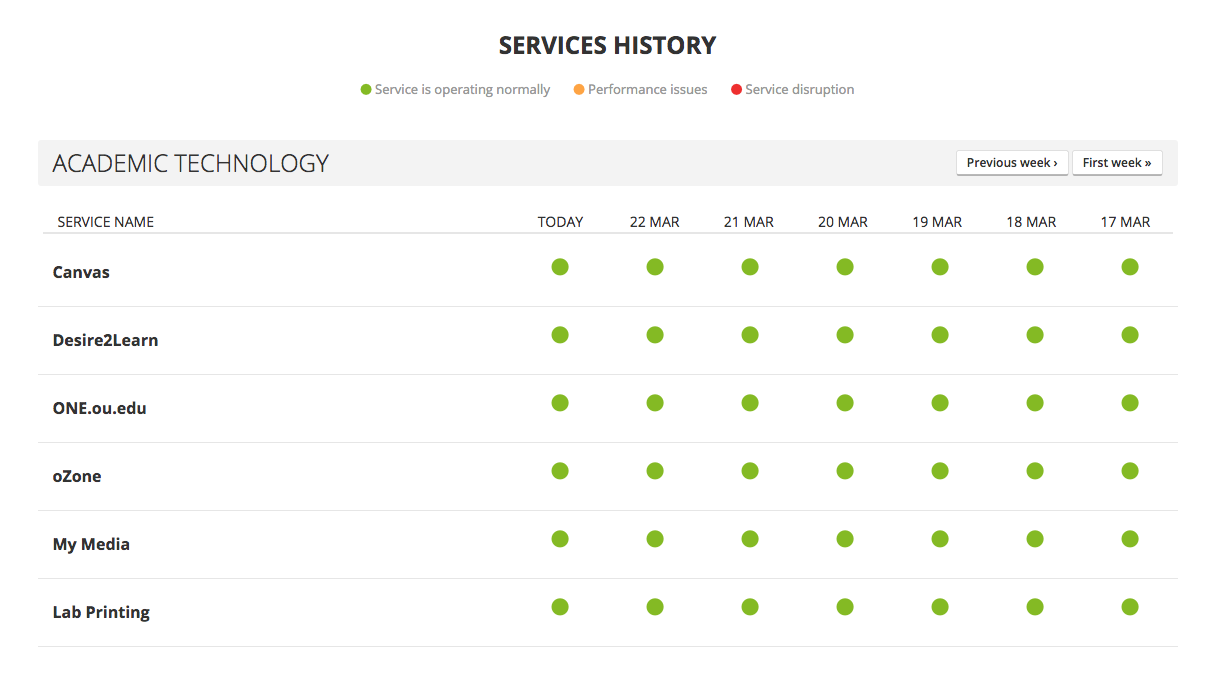 SERVICES HISTORY
Service is operating normally Performance issues Service disruption
ACADEMIC TECHNOLOGY Previous week › First week »
SERVICE NAME TODAY 22 MAR 21 MAR 20 MAR 19 MAR 18 MAR 17 MAR
Canvas
Desire2Learn
ONE.ou.edu
oZone
My Media
Lab Printing